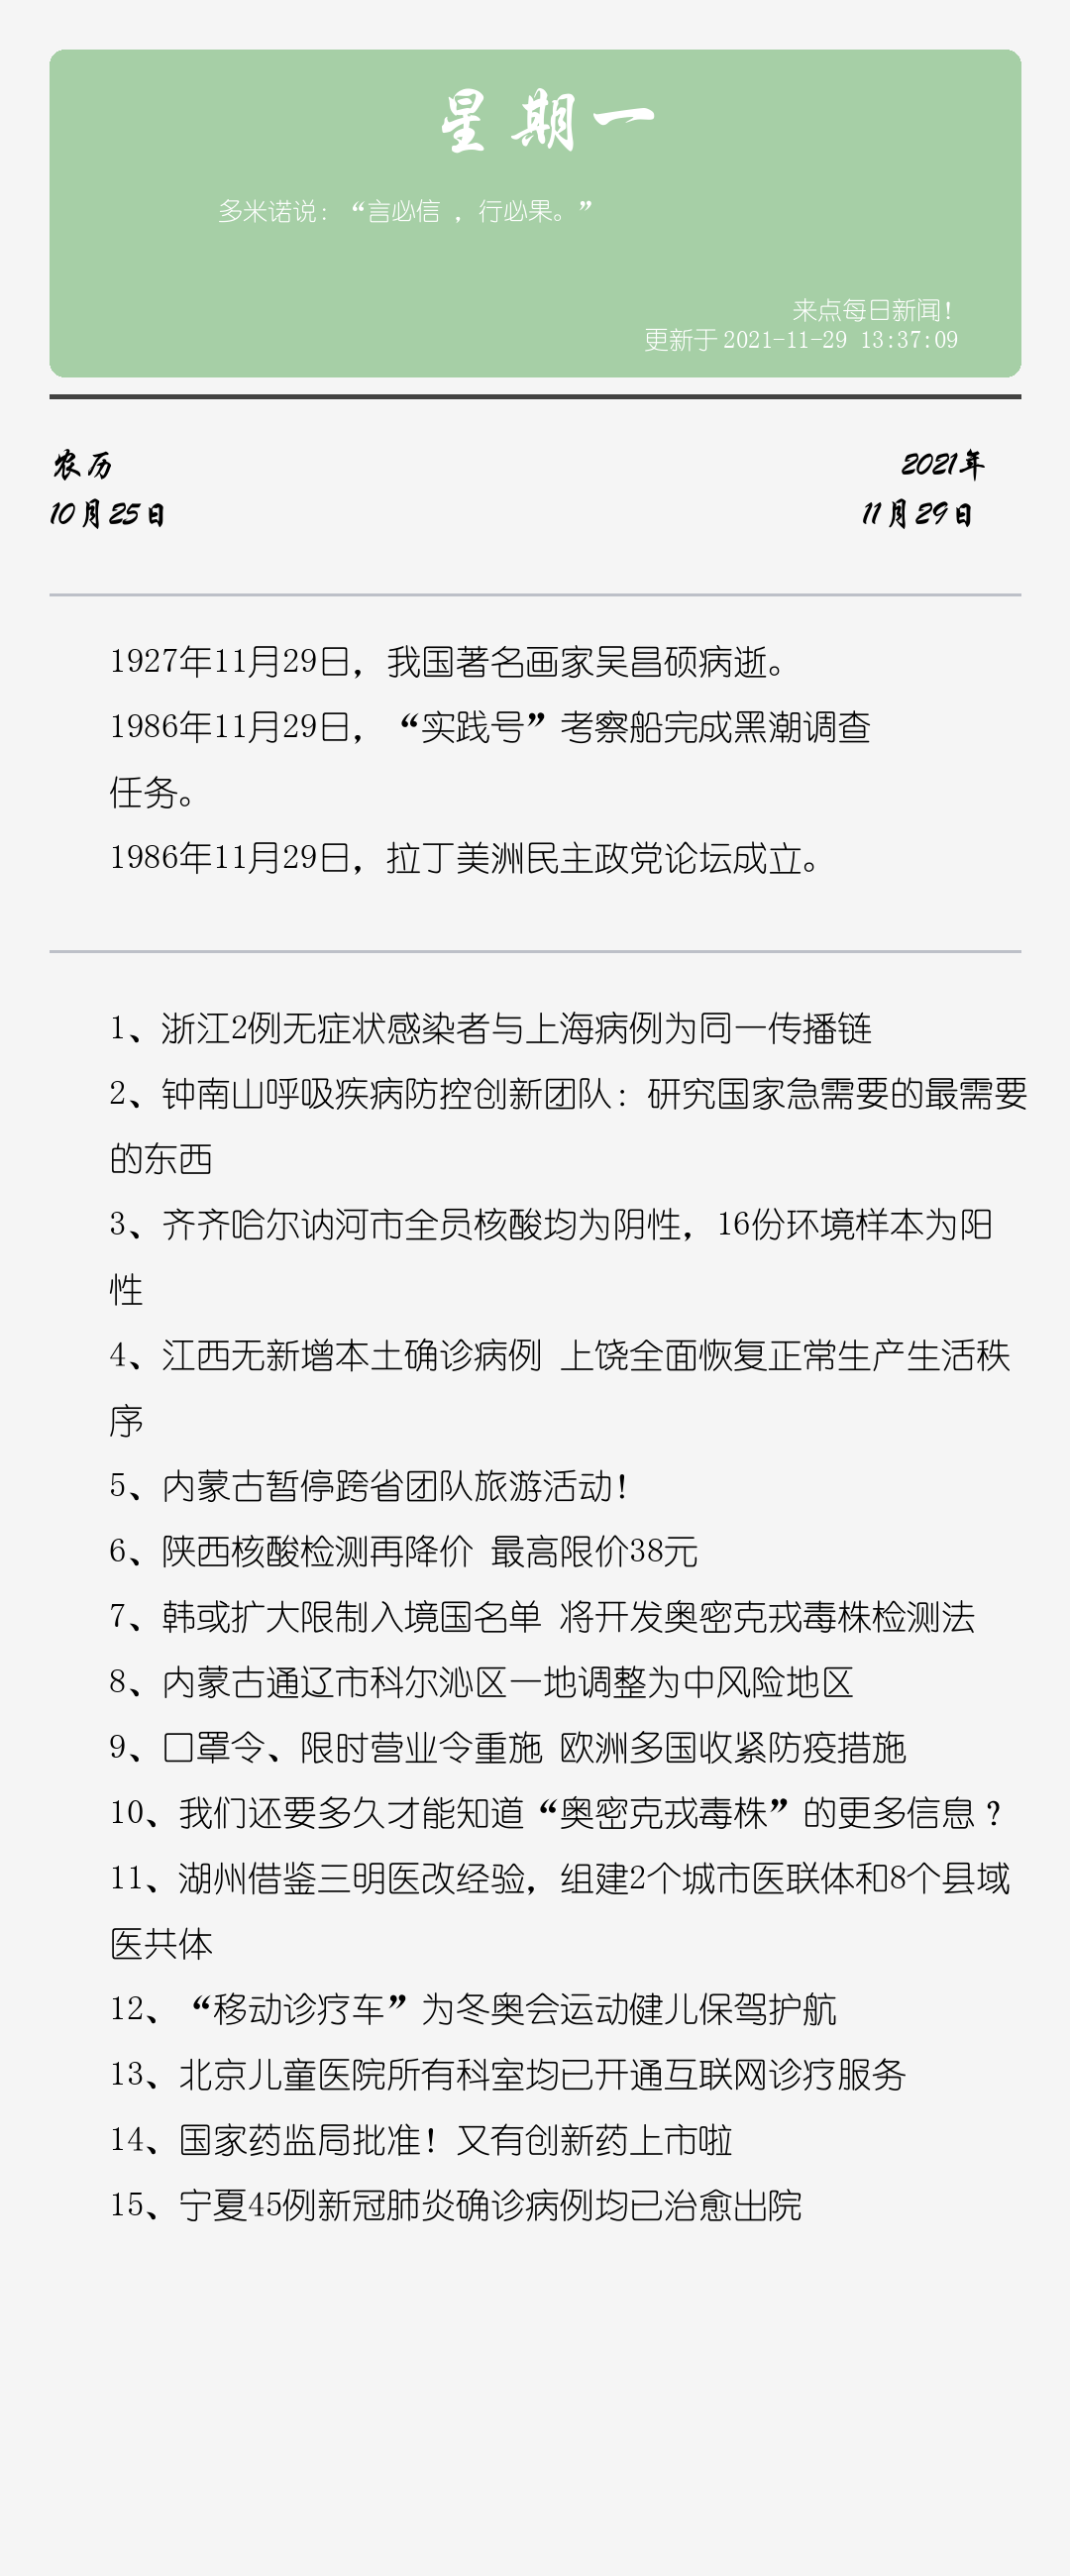 星期一
多米诺说：“言必信 ，行必果。”
来点每日新闻！
更新于 2021-11-29 13:37:09
农历
2021年
10月25日
11月29日
1927年11月29日，我国著名画家吴昌硕病逝。
1986年11月29日，“实践号”考察船完成黑潮调查
任务。
1986年11月29日，拉丁美洲民主政党论坛成立。
1、浙江2例无症状感染者与上海病例为同一传播链
2、钟南山呼吸疾病防控创新团队：研究国家急需要的最需要
的东西
3、齐齐哈尔讷河市全员核酸均为阴性，16份环境样本为阳
性
4、江西无新增本土确诊病例 上饶全面恢复正常生产生活秩
序
5、内蒙古暂停跨省团队旅游活动！
6、陕西核酸检测再降价 最高限价38元
7、韩或扩大限制入境国名单 将开发奥密克戎毒株检测法
8、内蒙古通辽市科尔沁区一地调整为中风险地区
9、口罩令、限时营业令重施 欧洲多国收紧防疫措施
10、我们还要多久才能知道“奥密克戎毒株”的更多信息？
11、湖州借鉴三明医改经验，组建2个城市医联体和8个县域
医共体
12、“移动诊疗车”为冬奥会运动健儿保驾护航
13、北京儿童医院所有科室均已开通互联网诊疗服务
14、国家药监局批准！又有创新药上市啦
15、宁夏45例新冠肺炎确诊病例均已治愈出院